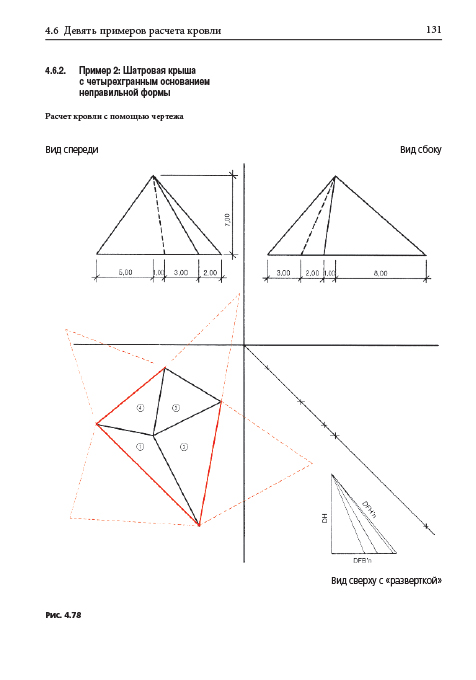 4.6 Девять примеров расчета кровли
131
4.6.2. Пример 2: Шатровая крыша
с четырехгранным основанием
неправильной формы
Расчет кровли с помощью чертежа
Вид спереди
Вид сбоку
7,00
5,00 1,00 3,00 2,00
3,00 2,00 1,00 8,00
4
3
1
2
DH
DFH'n
DFB'n
Вид сверху с «разверткой»
Рис. 4.78